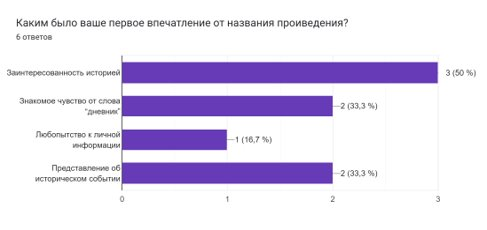 Каким было ваше первое впечатление от названия проиведения?
6 ответов
Заинтересованность историей
3 (50 %)
Знакомое чувство от слова
"дневник"
2 (33,3 %)
Любопытство к личной
информации
1 (16,7 %)
Представление об
историческом событии
2 (33,3 %)
0
1
2
3